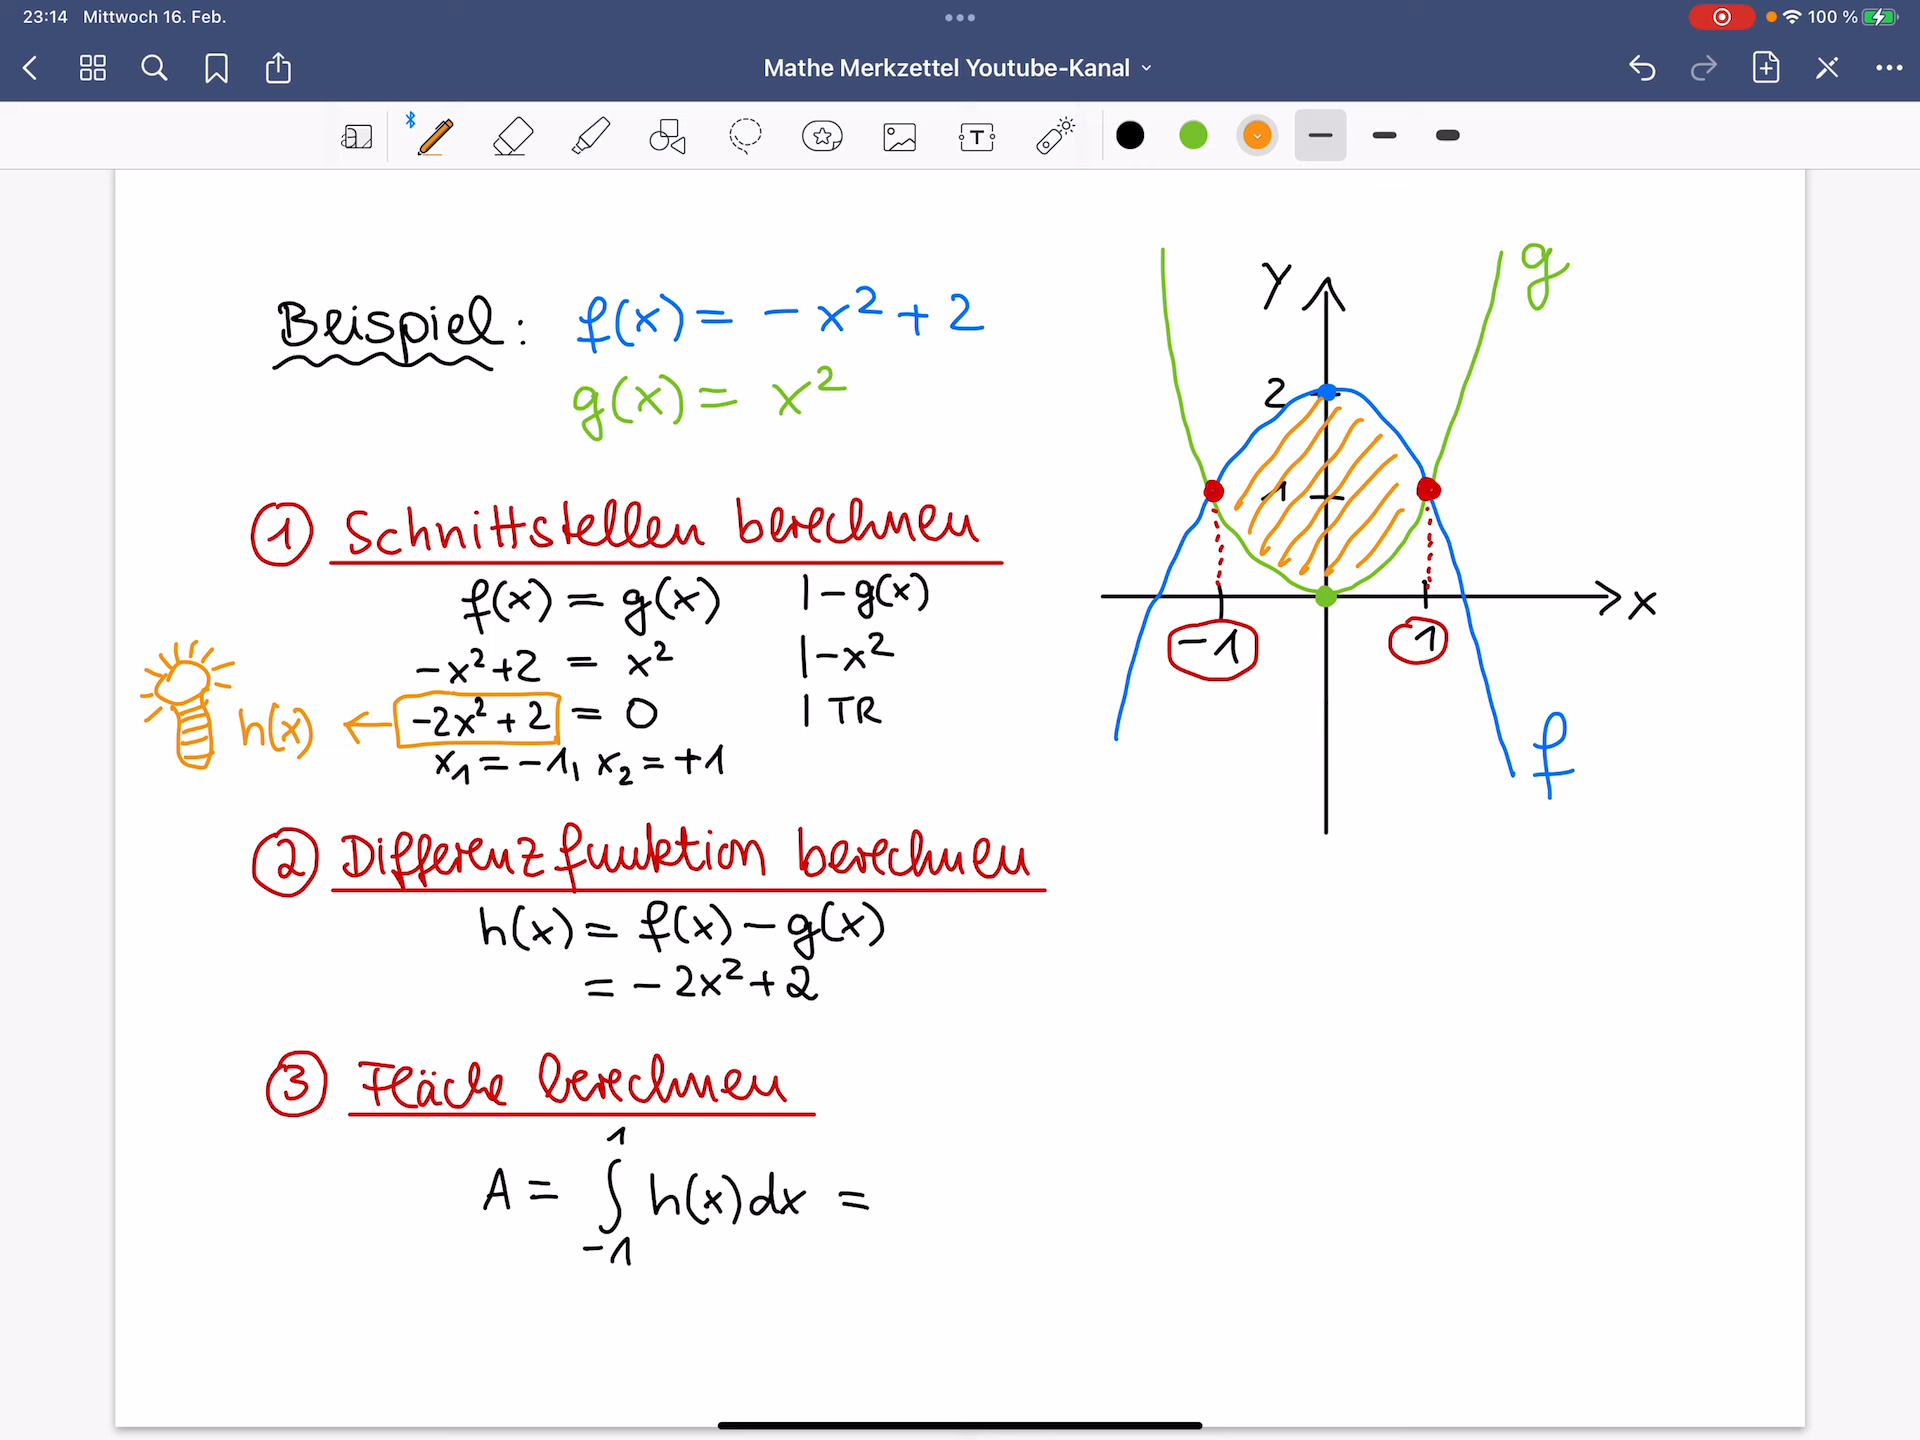 23:14 Mittwoch 16. Feb.
100 %
Mathe Merkzettel Youtube-Kanal
Beispiel: f(x) = -x² + 2
g(x) = x²
① Schnittstellen berechnen
f(x) = g(x) |-g(x)
-x²+2 = x² |-x²
h(x) ← -2x²+2 = 0 | TR
x₁ = -1, x₂ = +1
② Differenzfunktion berechnen
h(x) = f(x) - g(x)
= -2x²+2
③ Fläche berechnen
A = ∫₋₁¹ h(x) dx =
y
g
2
1
x
-1
1
f